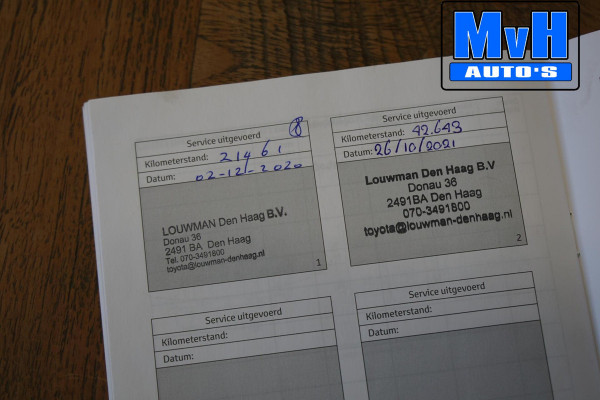 MvH
AUTO'S
Service uitgevoerd 8
Kilometerstand: 21461
Datum: 02-12-2020
LOUWMAN Den Haag B.V.
Donau 36
2491 BA Den Haag
Tel. 070-3491800
toyota@louwman-denhaag.nl
1
Service uitgevoerd
Kilometerstand: 42.643
Datum: 26/10/2021
Louwman Den Haag B.V
Donau 36
2491BA Den Haag
070-3491800
toyota@louwman-denhaag.nl
2
Service uitgevoerd
Kilometerstand:
Datum:
Service uitgevoerd
Kilometerstand:
Datum: